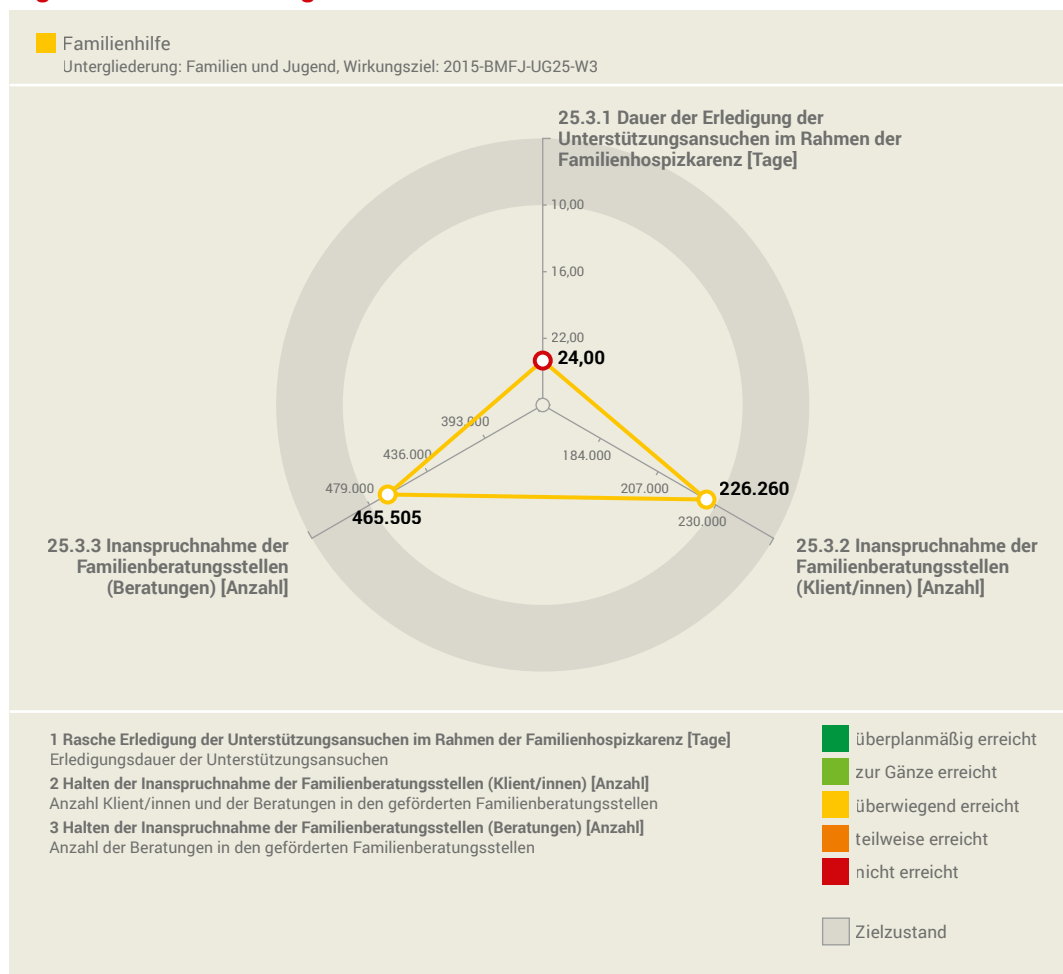 Familienhilfe
Untergliederung: Familien und Jugend, Wirkungsziel: 2015-BMFJ-UG25-W3
25.3.1 Dauer der Erledigung der
Unterstützungsansuchen im Rahmen der
Familienhospizkarenz [Tage]
10,00
16,00
22,00
24,00
393.000
436.000
479.000
465.505
184.000
207.000
226.260
230.000
25.3.3 Inanspruchnahme der
Familienberatungsstellen
(Beratungen) [Anzahl]
25.3.2 Inanspruchnahme der
Familienberatungsstellen
(Klient/innen) [Anzahl]
1 Rasche Erledigung der Unterstützungsansuchen im Rahmen der Familienhospizkarenz [Tage]
Erledigungsdauer der Unterstützungsansuchen
2 Halten der Inanspruchnahme der Familienberatungsstellen (Klient/innen) [Anzahl]
Anzahl Klient/innen und der Beratungen in den geförderten Familienberatungsstellen
3 Halten der Inanspruchnahme der Familienberatungsstellen (Beratungen) [Anzahl]
Anzahl der Beratungen in den geförderten Familienberatungsstellen
überplanmäßig erreicht
zur Gänze erreicht
überwiegend erreicht
teilweise erreicht
nicht erreicht
Zielzustand